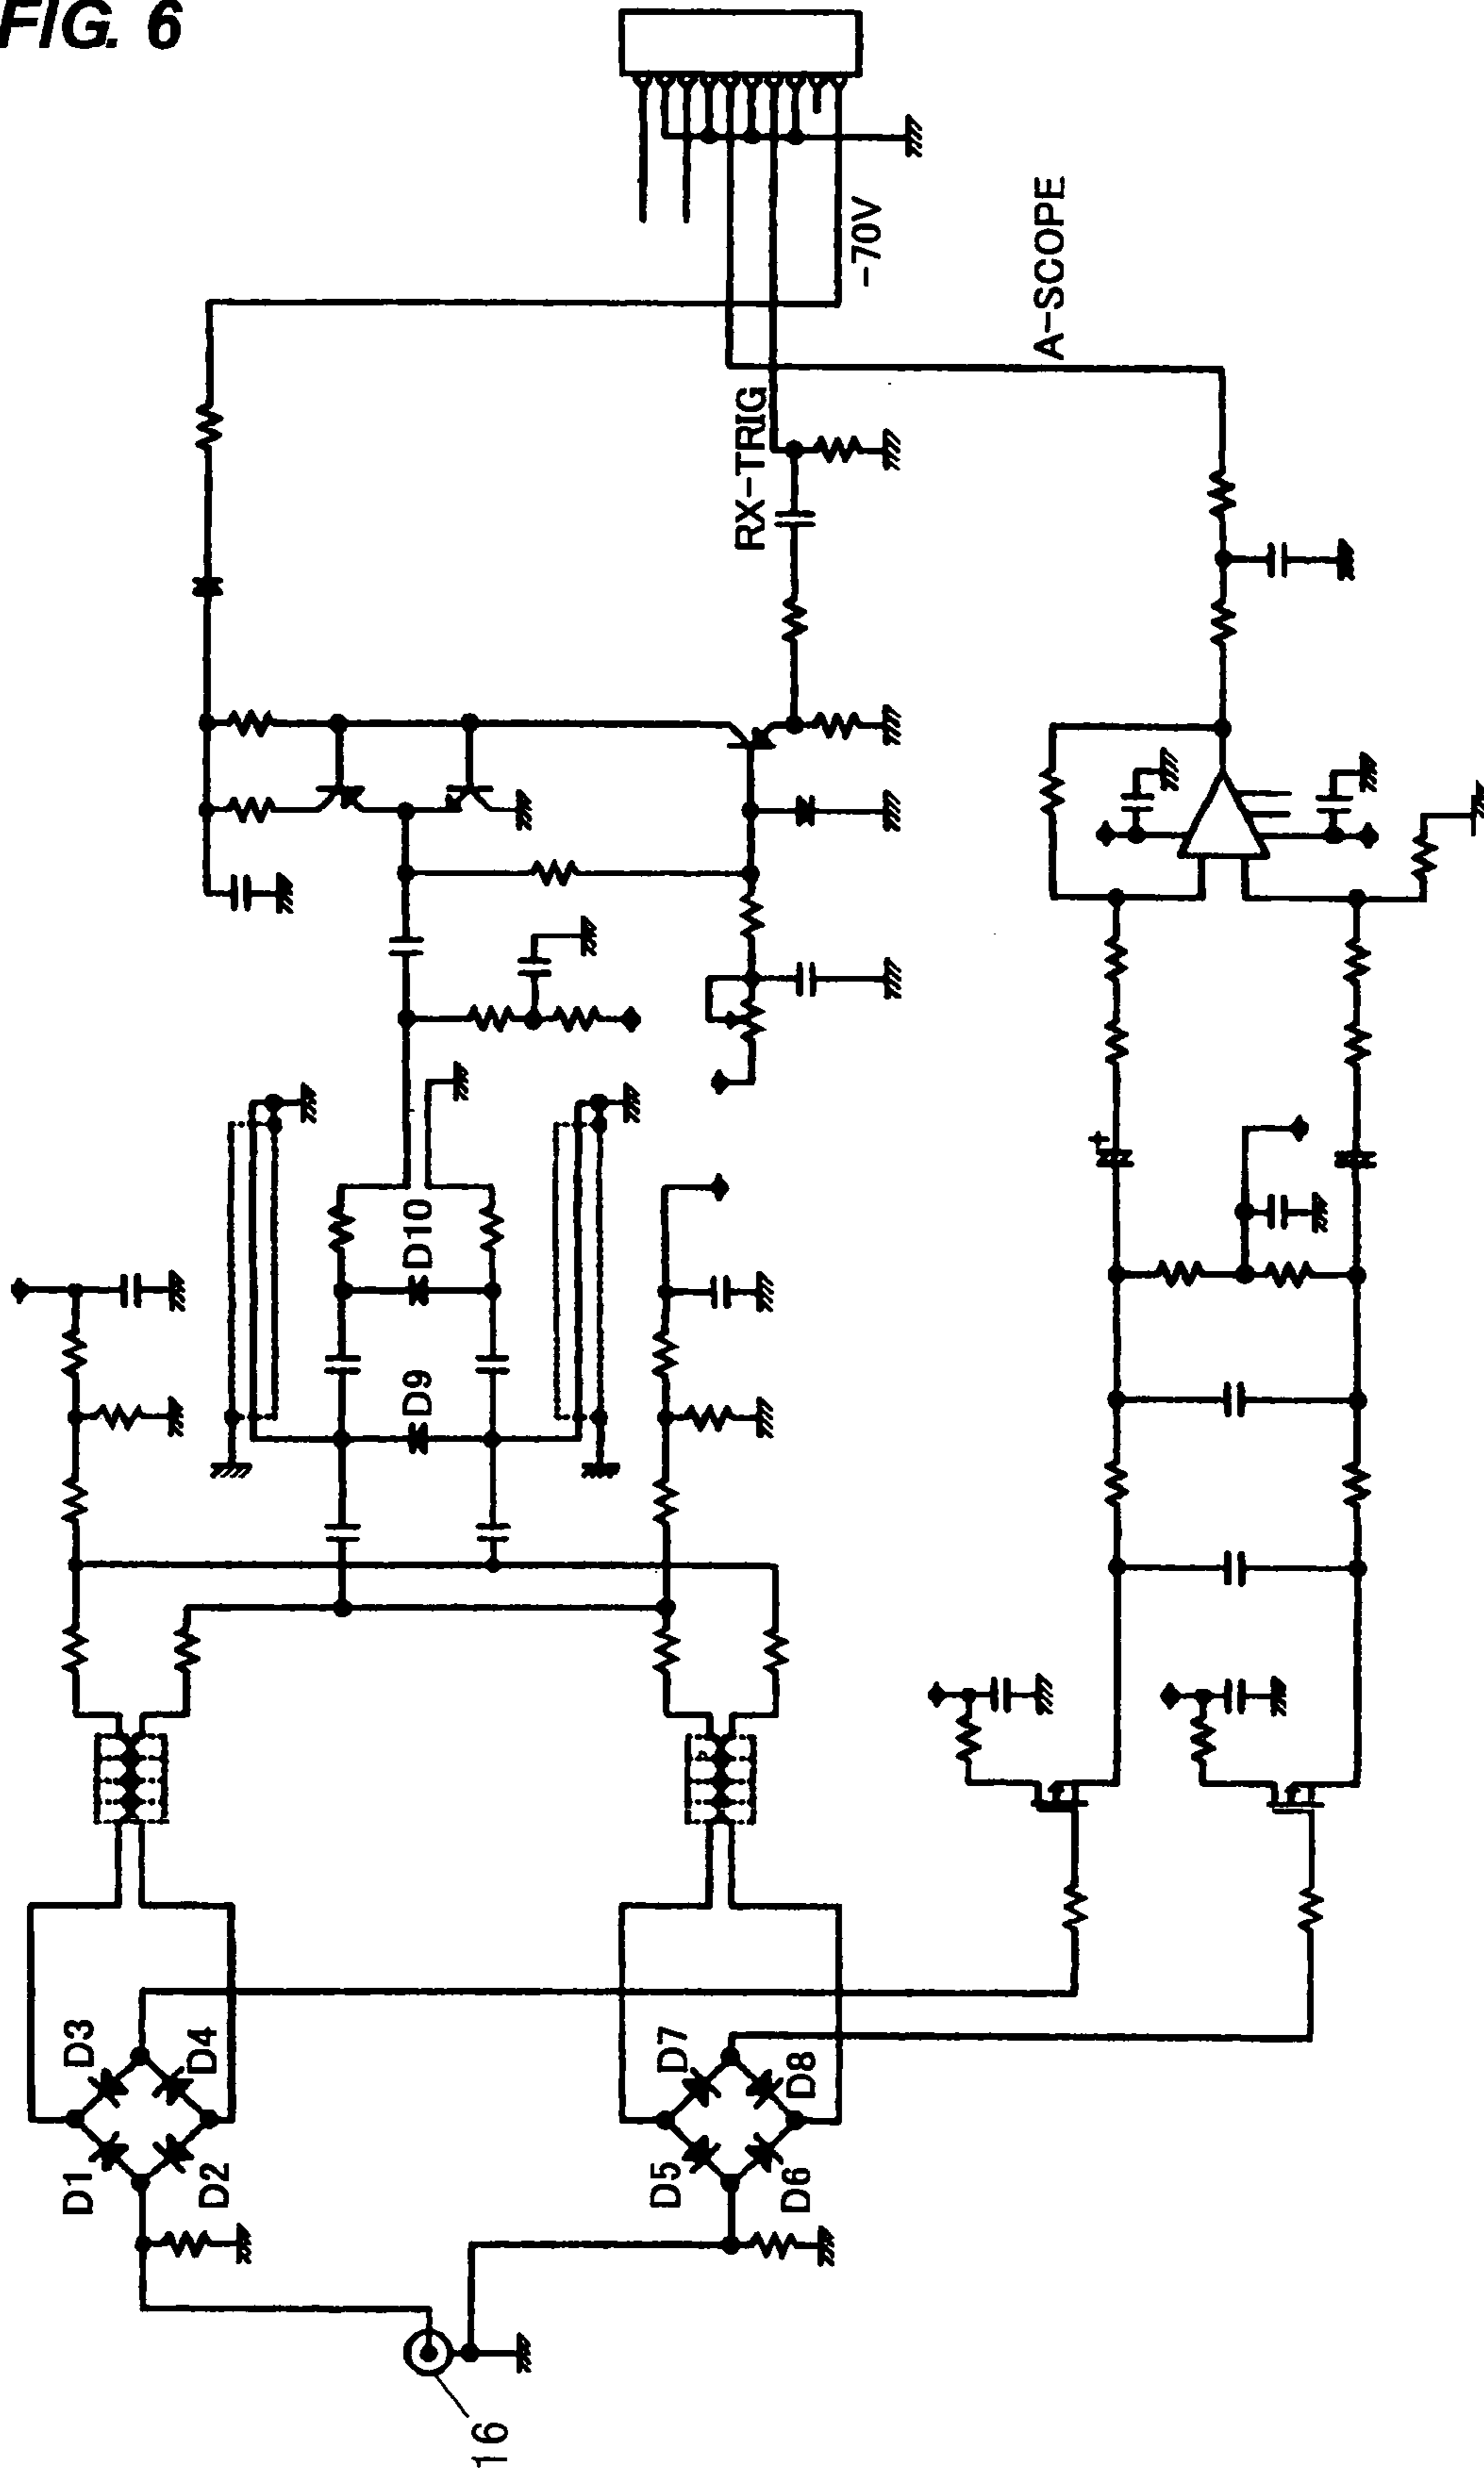 FIG. 6
-70V
A-SCOPE
RX-TRIG
D10
D9
D3
D4
D1
D2
D7
D8
D5
D6
+
16